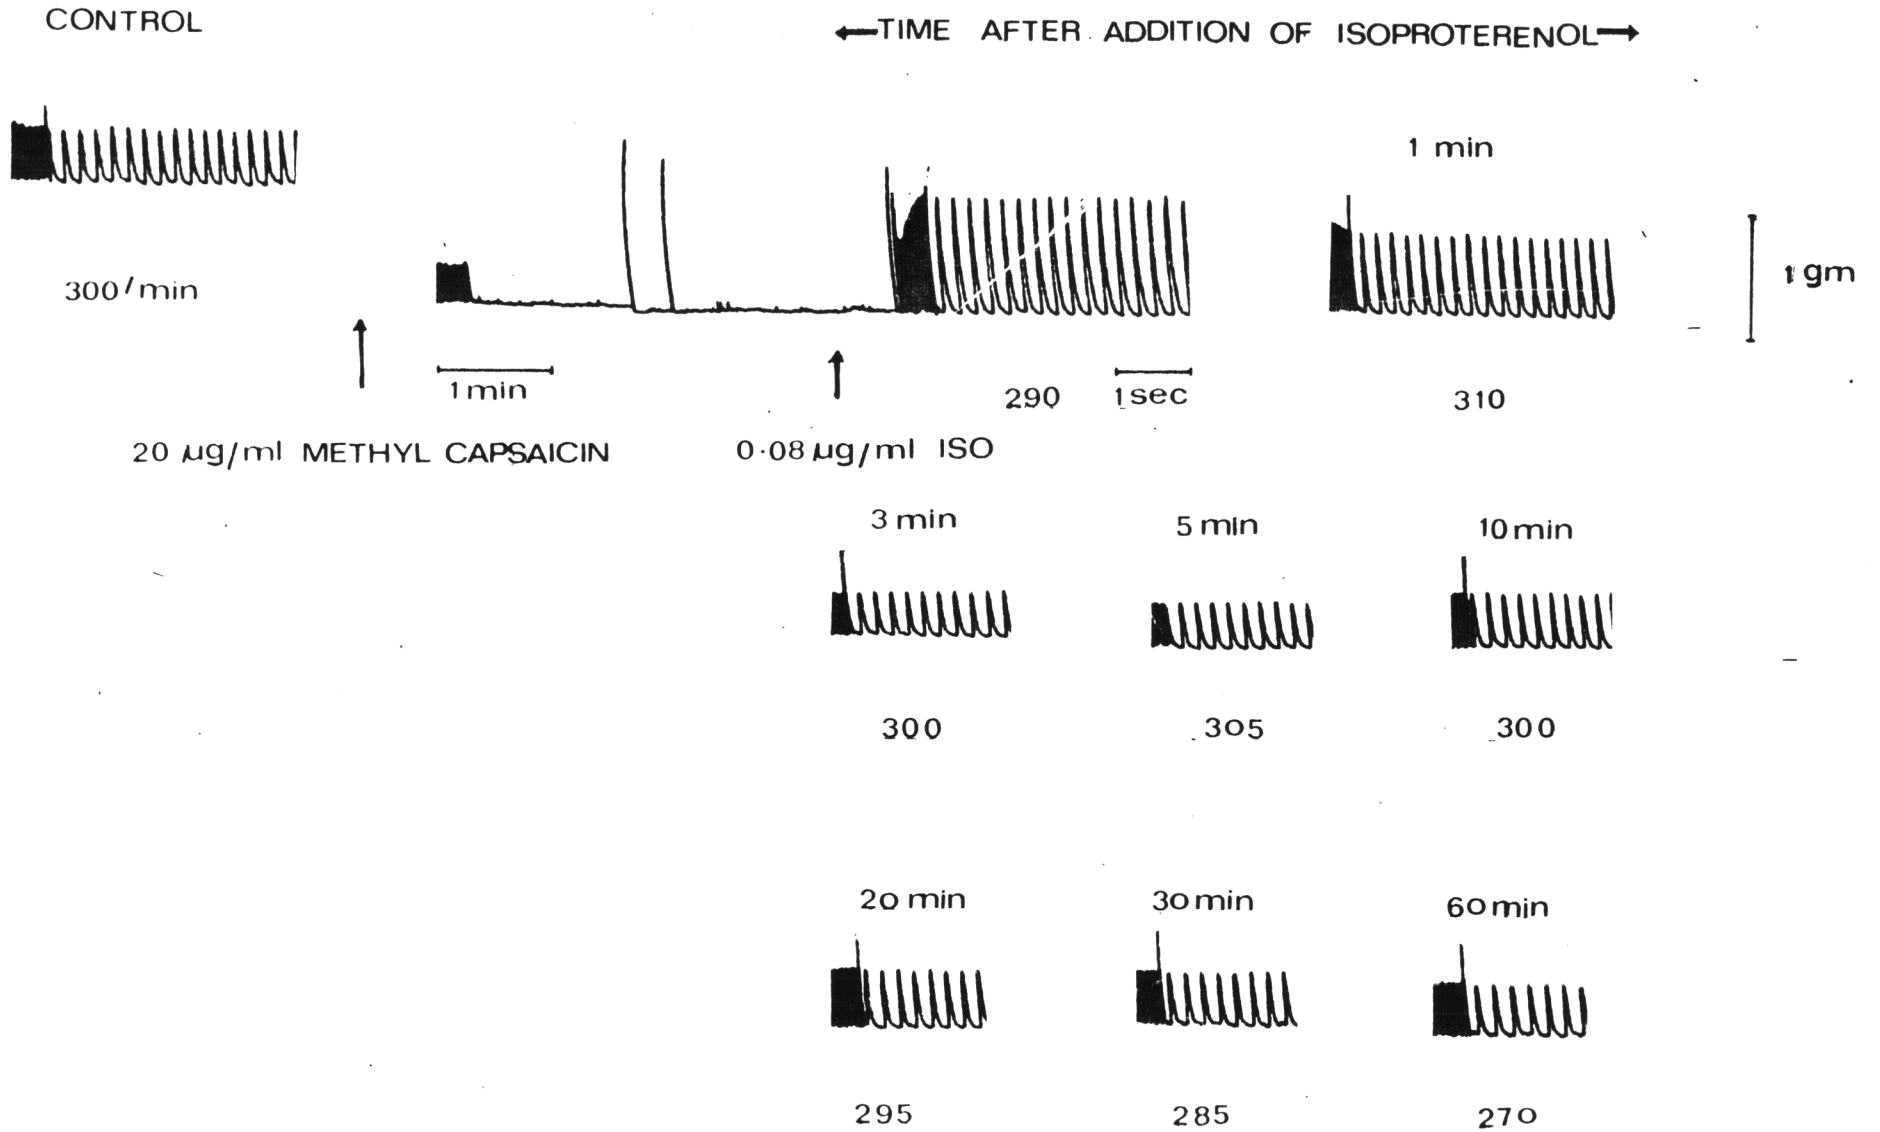 CONTROL
←TIME AFTER ADDITION OF ISOPROTERENOL→
1 min
300/min
1 gm
1 min
290
1 sec
310
20 µg/ml METHYL CAPSAICIN
0·08 µg/ml ISO
3 min
5 min
10 min
300
305
300
20 min
30 min
60 min
295
285
270